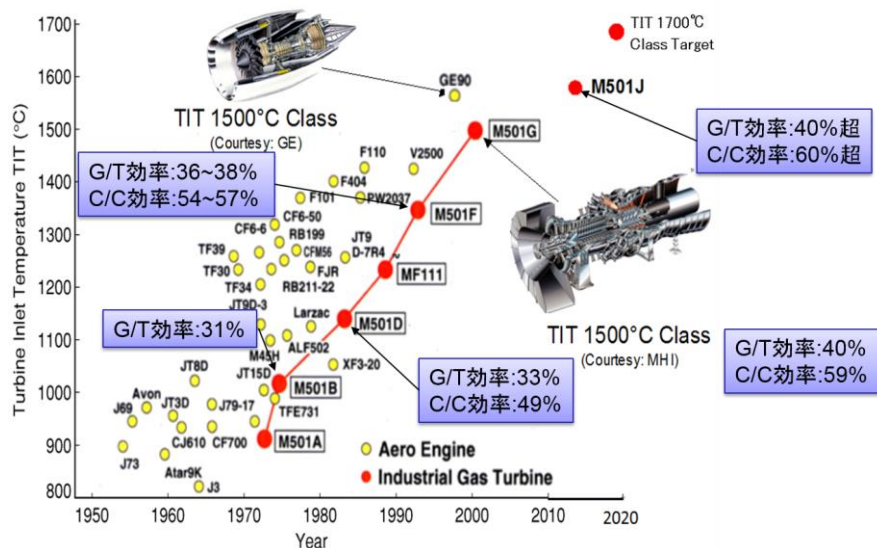 TIT 1700℃
Class Target
GE90
M501J
TIT 1500°C Class
(Courtesy: GE)
M501G
G/T効率:40%超
C/C効率:60%超
F110
V2500
G/T効率:36~38%
C/C効率:54~57%
F404
F101
PW2037
M501F
CF6-50
CF6-6
RB199
TF39
CFM56
JT9
D-7R4
TF30
FJR
MF111
TF34
RB211-22
JT9D-3
Larzac
M501D
TIT 1500°C Class
(Courtesy: MHI)
G/T効率:31%
M45H
ALF502
XF3-20
JT8D
JT15D
M501B
G/T効率:33%
C/C効率:49%
G/T効率:40%
C/C効率:59%
Avon
J69
JT3D
J79-17
TFE731
CJ610
CF700
M501A
J73
Atar9K
J3
Aero Engine
Industrial Gas Turbine
Turbine Inlet Temperature TIT (°C)
1700
1600
1500
1400
1300
1200
1100
1000
900
800
1950 1960 1970 1980 1990 2000 2010 2020
Year